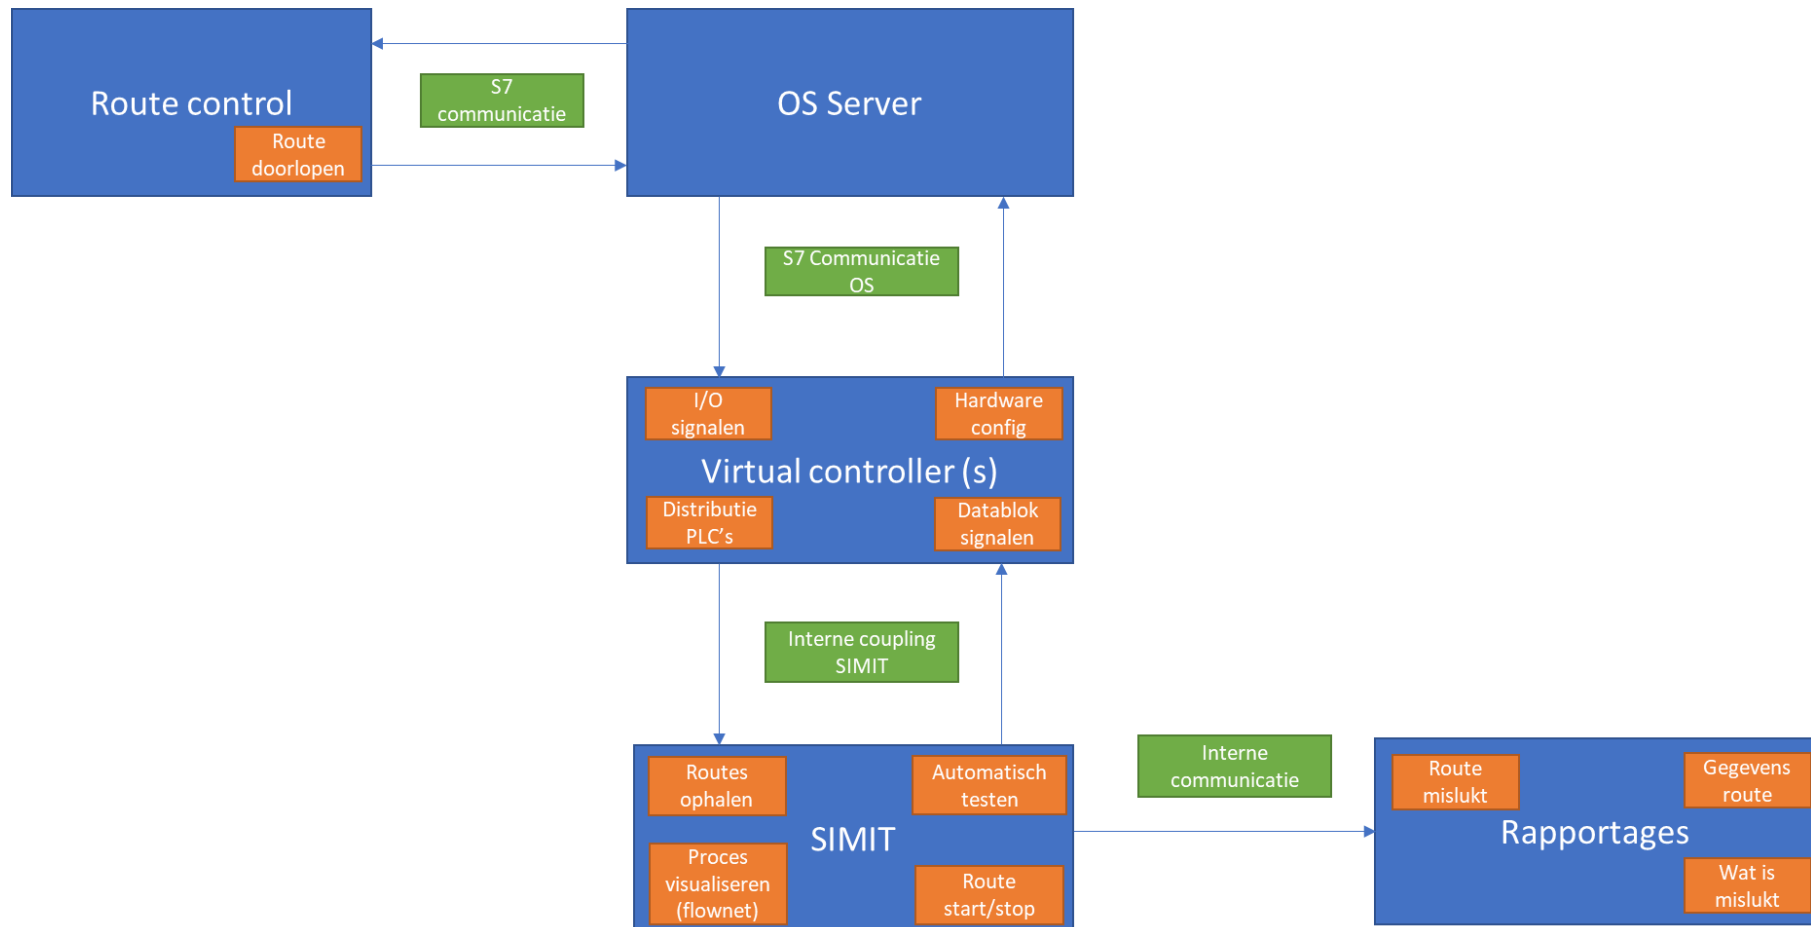 Route control
Route
doorlopen
S7
communicatie
OS Server
S7 Communicatie
OS
I/O
signalen
Hardware
config
Virtual controller (s)
Distributie
PLC’s
Datablok
signalen
Interne coupling
SIMIT
Routes
ophalen
Automatisch
testen
SIMIT
Proces
visualiseren
(flownet)
Route
start/stop
Interne
communicatie
Route
mislukt
Gegevens
route
Rapportages
Wat is
mislukt